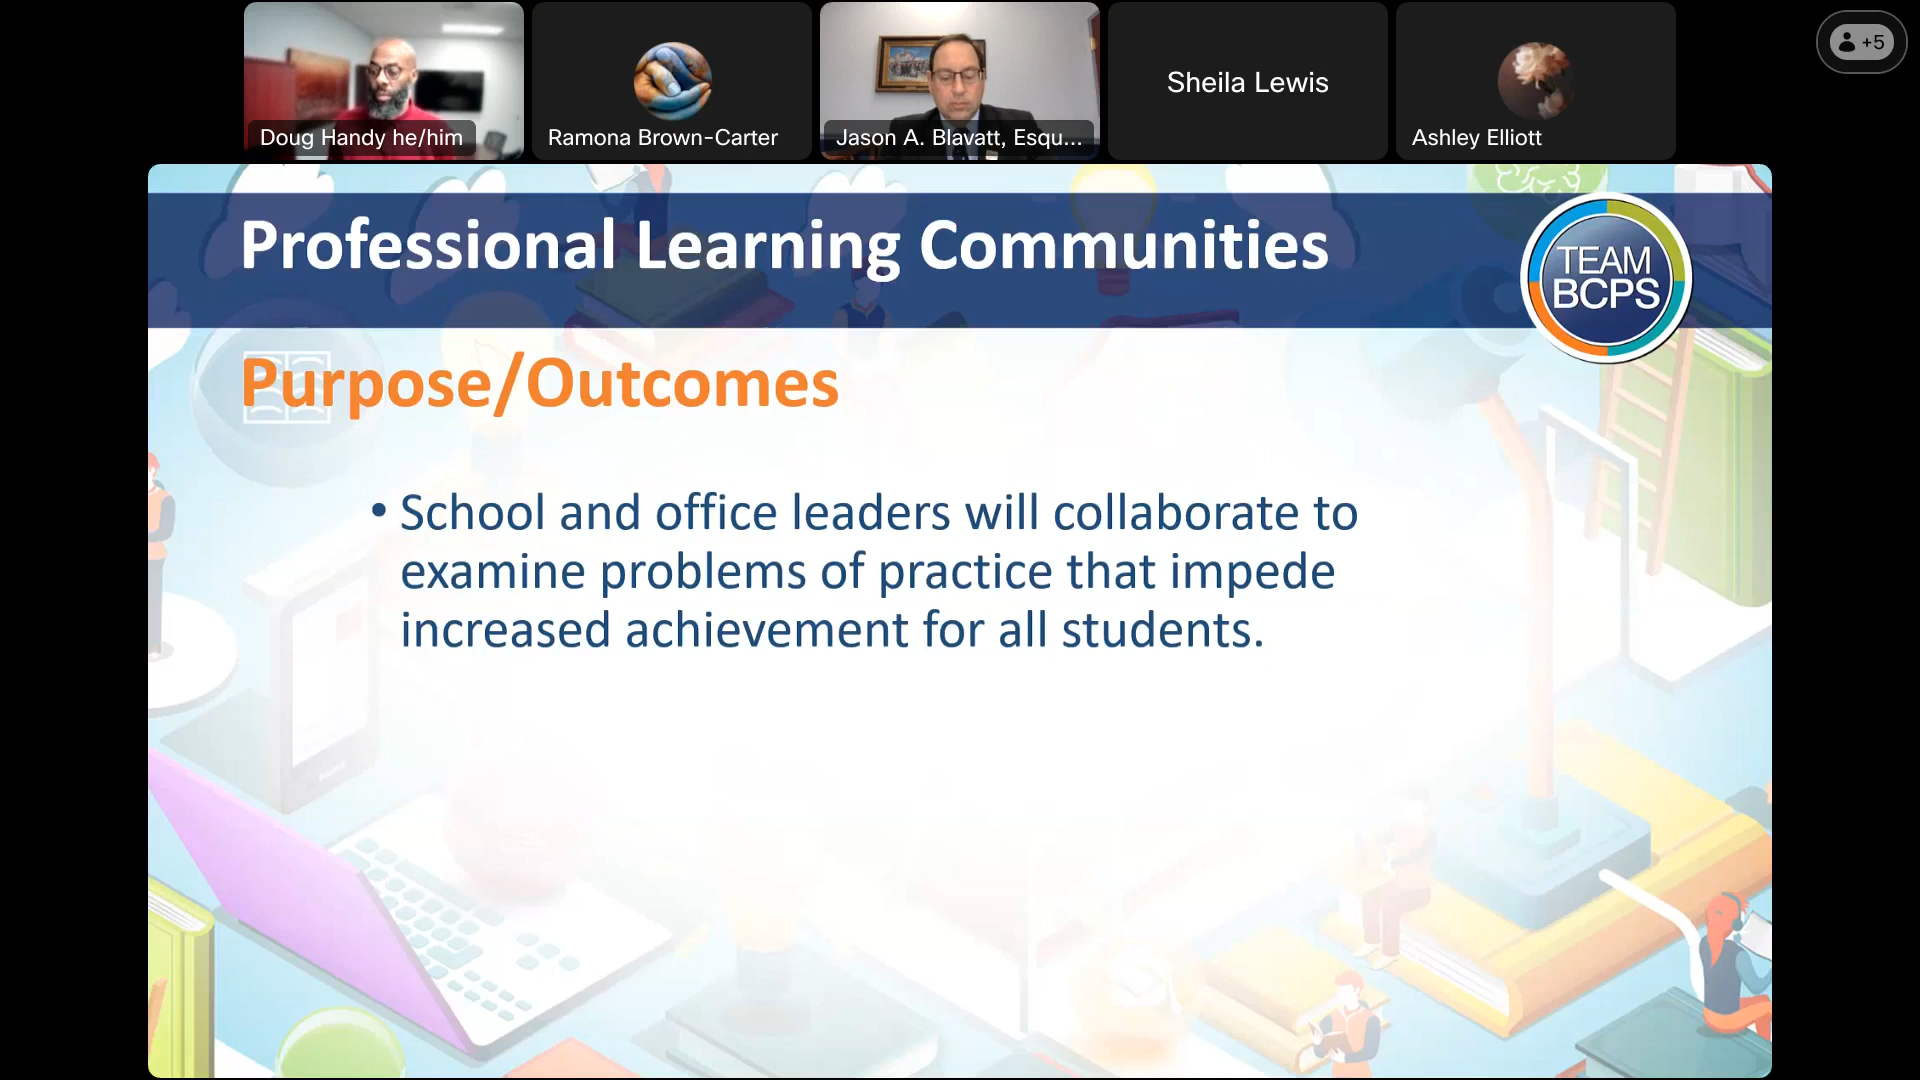 Doug Handy he/him
Ramona Brown-Carter
Jason A. Blavatt, Esqu...
Sheila Lewis
Ashley Elliott
+5
Professional Learning Communities
TEAM
BCPS
Purpose/Outcomes
• School and office leaders will collaborate to
examine problems of practice that impede
increased achievement for all students.